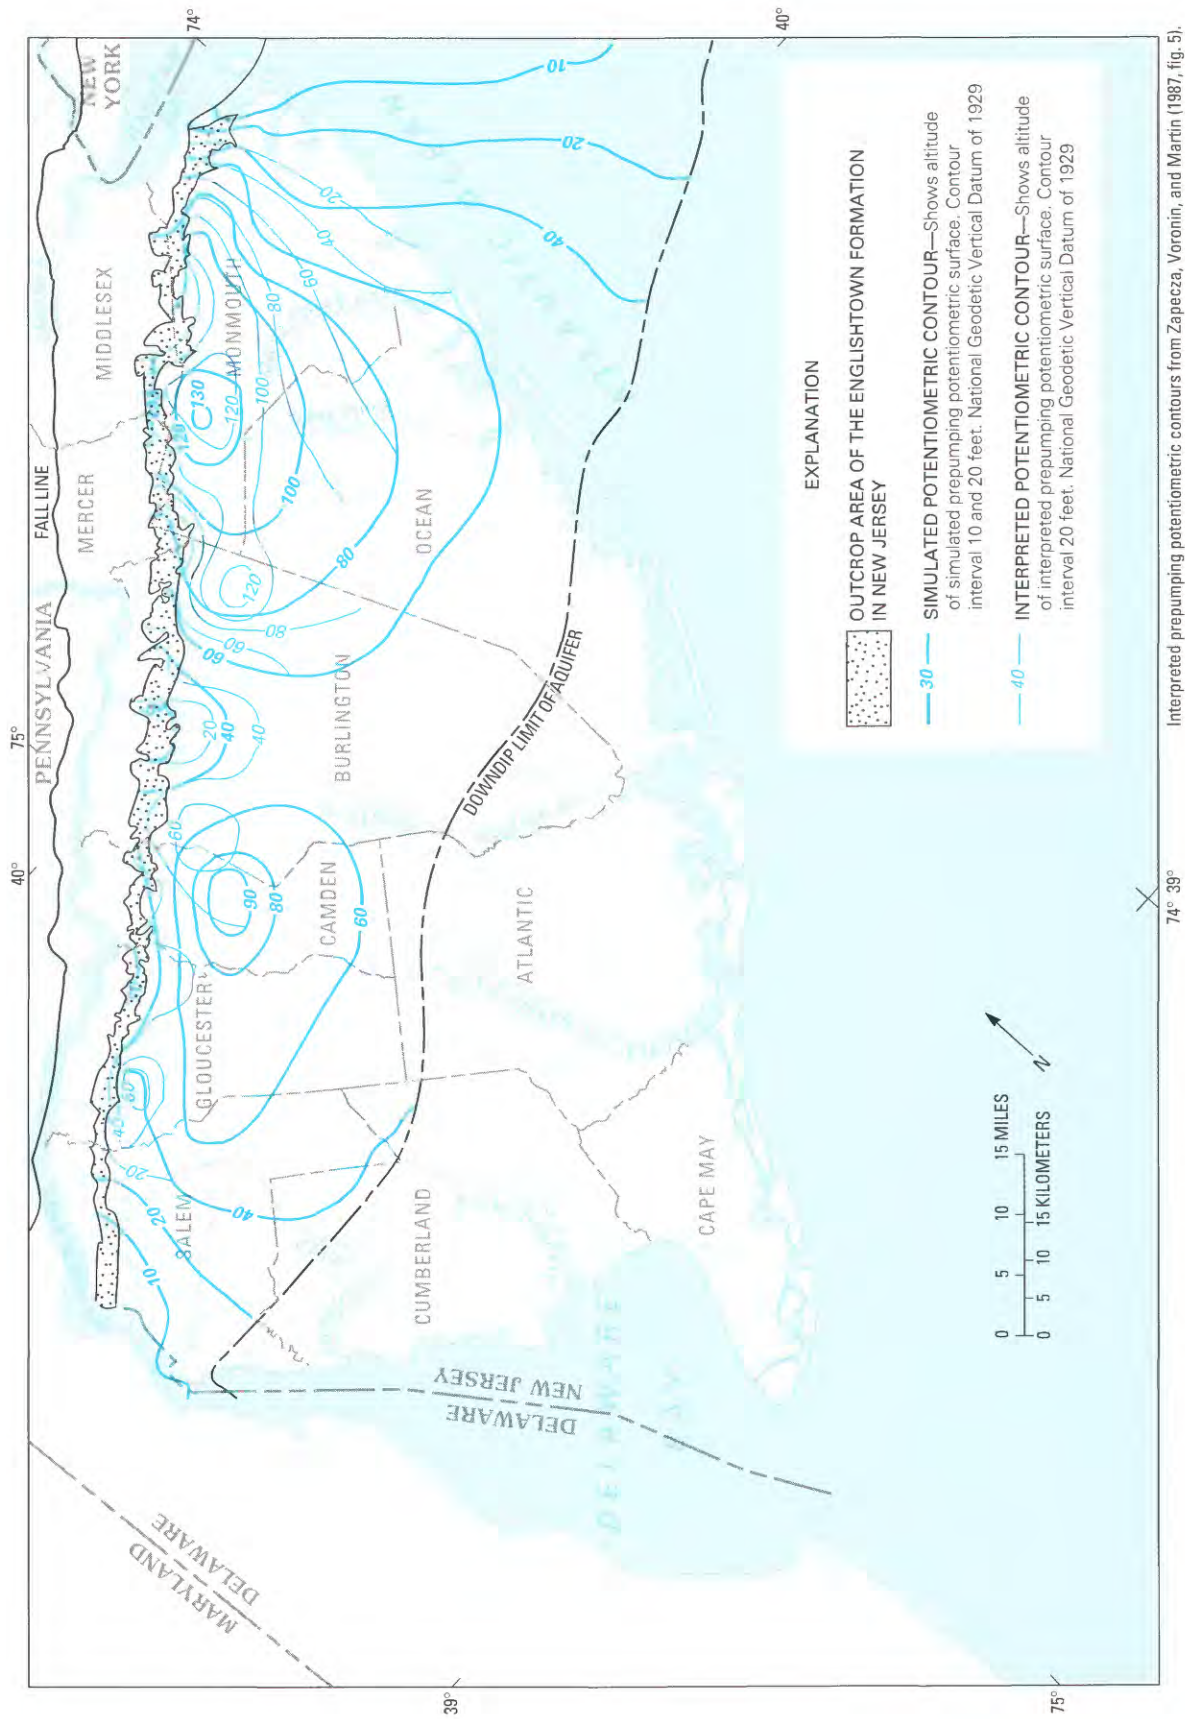 NEW
YORK
74°
40°
MIDDLESEX
MONMOUTH
FALL LINE
MERCER
OCEAN
PENNSYLVANIA
75°
BURLINGTON
DOWNDIP LIMIT OF AQUIFER
40°
CAMDEN
ATLANTIC
GLOUCESTER
SALEM
CUMBERLAND
CAPE MAY
DELAWARE
BAY
NEW JERSEY
DELAWARE
MARYLAND
DELAWARE
39°
75°
74° 39°
10
20
40
20
40
60
80
100
120
130
120
100
80
120
80
60
60
20
40
40
60
90
80
60
60
40
20
40
20
10
EXPLANATION
OUTCROP AREA OF THE ENGLISHTOWN FORMATION
IN NEW JERSEY
30
SIMULATED POTENTIOMETRIC CONTOUR—Shows altitude
of simulated prepumping potentiometric surface. Contour
interval 10 and 20 feet. National Geodetic Vertical Datum of 1929
40
INTERPRETED POTENTIOMETRIC CONTOUR—Shows altitude
of interpreted prepumping potentiometric surface. Contour
interval 20 feet. National Geodetic Vertical Datum of 1929
N
0 5 10 15 MILES
0 5 10 15 KILOMETERS
Interpreted prepumping potentiometric contours from Zapecza, Voronin, and Martin (1987, fig. 5).